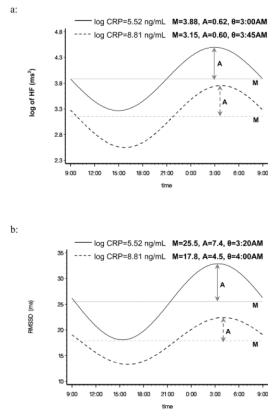 a:
log CRP=5.52 ng/mL M=3.88, A=0.62, θ=3:00AM
log CRP=8.81 ng/mL M=3.15, A=0.60, θ=3:45AM
log of HF (ms²)
4.8
4.3
3.8
3.3
2.8
2.3
A
M
A
M
9:00 12:00 15:00 18:00 21:00 0:00 3:00 6:00 9:00
time
b:
log CRP=5.52 ng/mL M=25.5, A=7.4, θ=3:20AM
log CRP=8.81 ng/mL M=17.8, A=4.5, θ=4:00AM
RMSSD (ms)
35
30
25
20
15
10
A
M
A
M
9:00 12:00 15:00 18:00 21:00 0:00 3:00 6:00 9:00
time